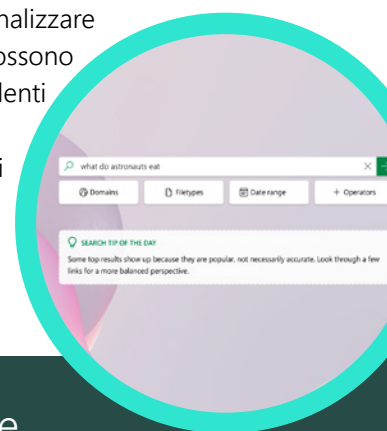 nalizzare
ossono
denti
i
what do astronauts eat
Domains Filetypes Date range + Operators
SEARCH TIP OF THE DAY
Some top results show up because they are popular, not necessarily accurate. Look through a few
links for a more balanced perspective.
e